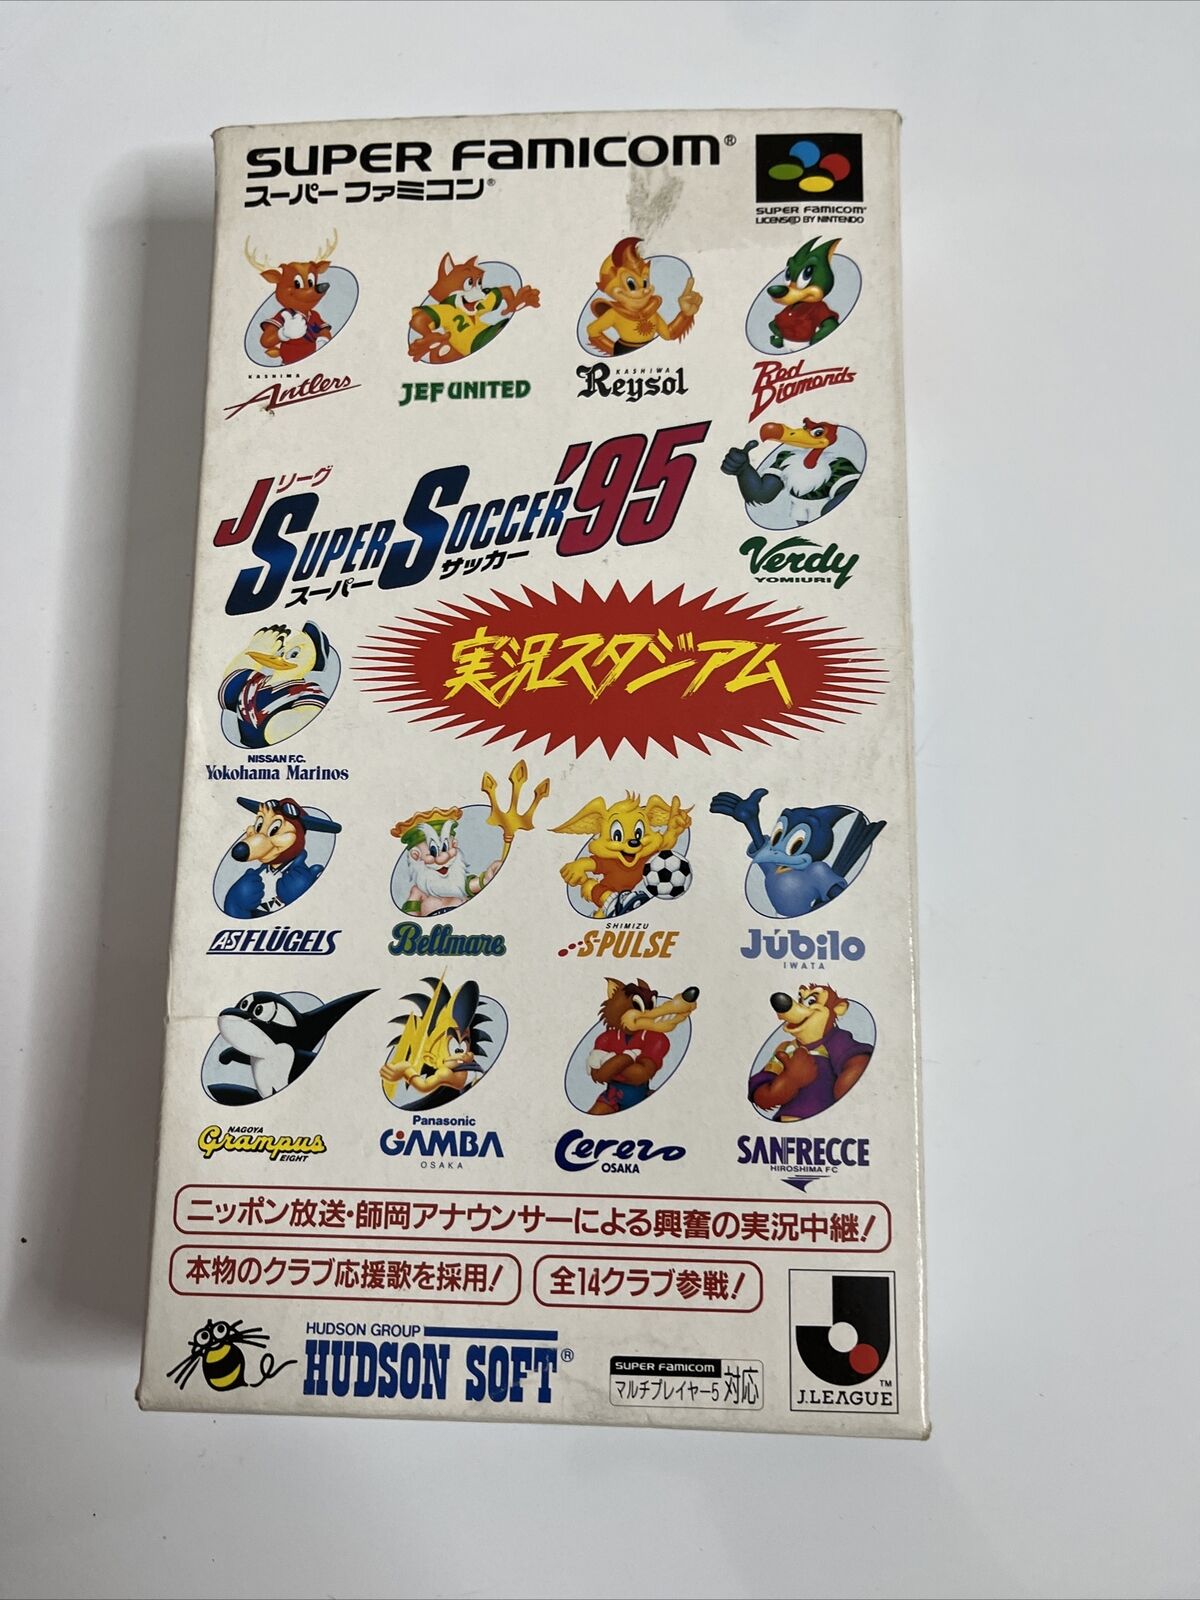 SUPER FAMICOM®
スーパーファミコン®
SUPER FAMICOM
LICENSED BY NINTENDO
KASHIMA
Antlers
JEF UNITED
KASHIWA
Reysol
Red
Diamonds
Jリーグ
SUPER SOCCER '95
スーパー サッカー
Verdy
YOMIURI
実況スタジアム
NISSAN F.C.
Yokohama Marinos
AS FLÜGELS
Bellmare
SHIMIZU
S-PULSE
Júbilo
IWATA
NAGOYA
Grampus
EIGHT
Panasonic
GAMBA
OSAKA
Cerezo
OSAKA
SANFRECCE
HIROSHIMA FC
ニッポン放送・師岡アナウンサーによる興奮の実況中継!
本物のクラブ応援歌を採用!
全14クラブ参戦!
HUDSON GROUP
HUDSON SOFT®
SUPER FAMICOM
マルチプレイヤー5対応
TM
J.LEAGUE